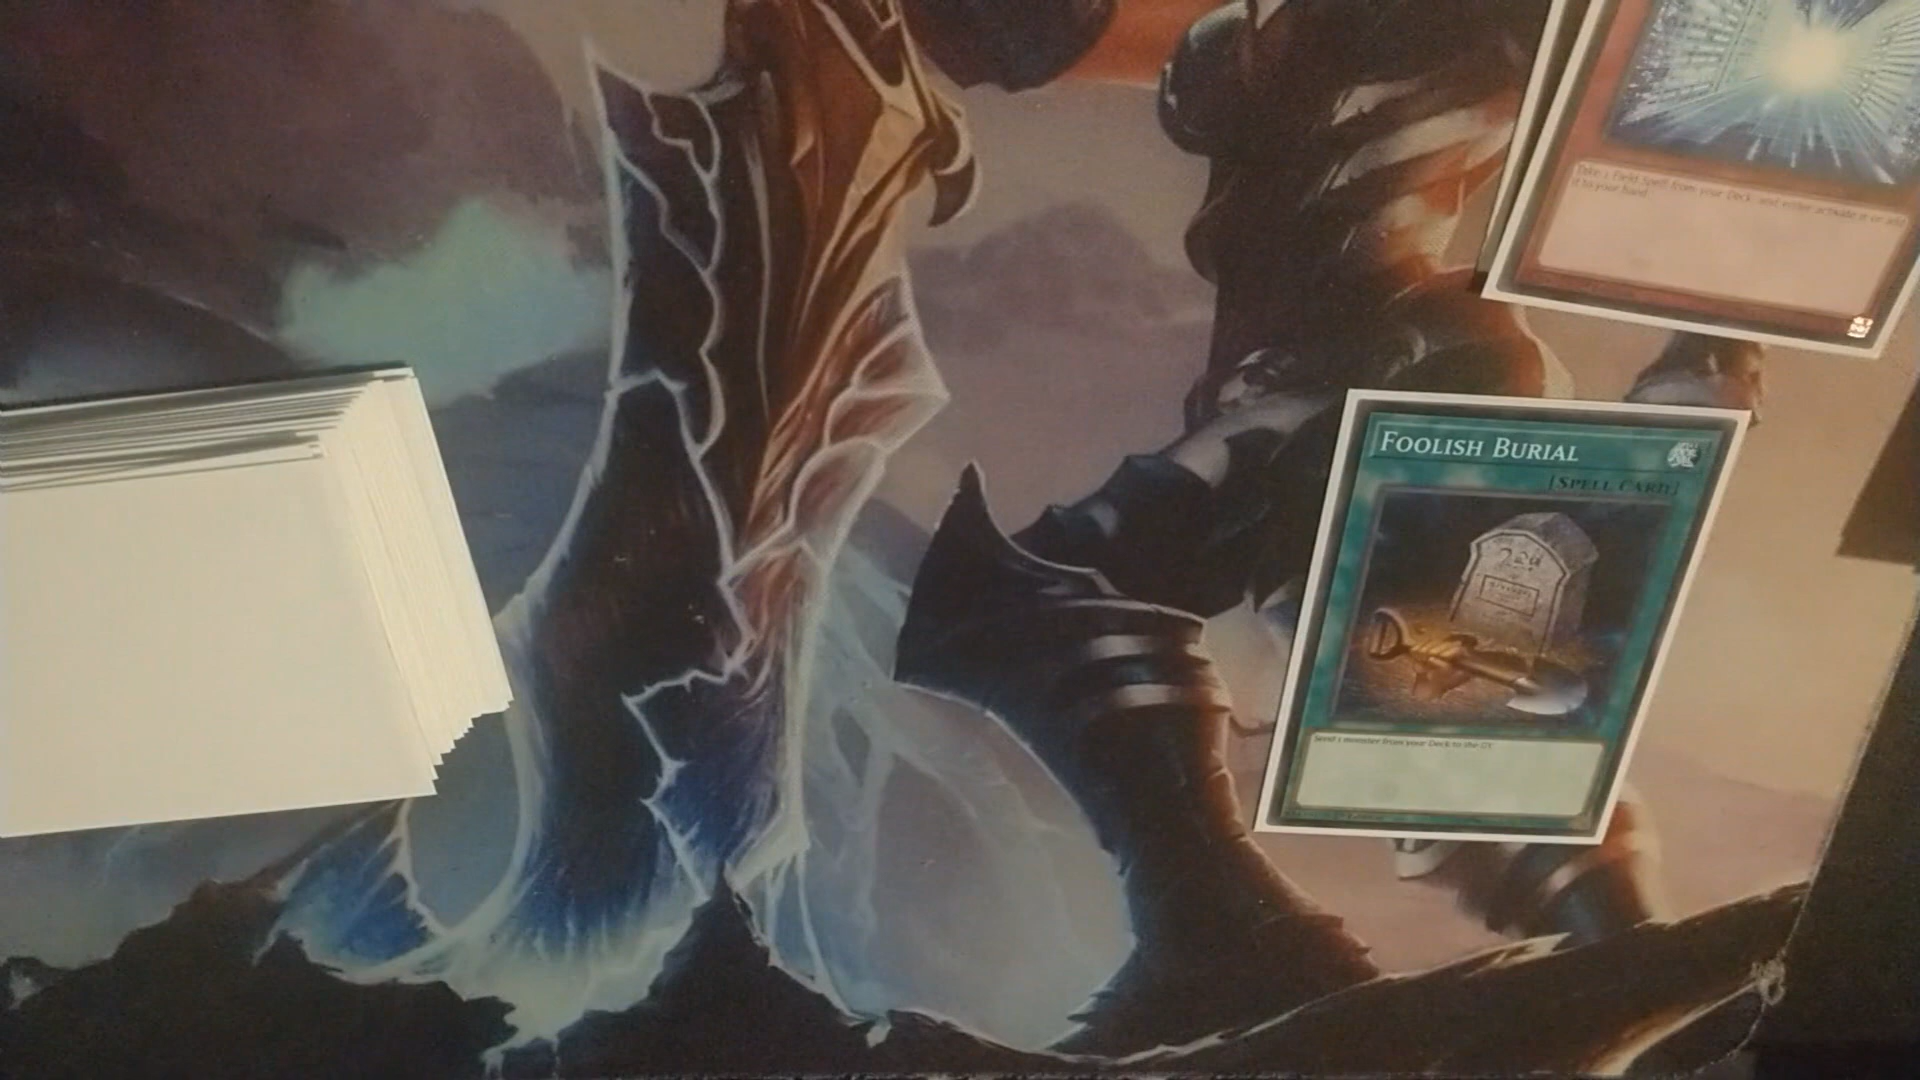 Take 1 Field Spell from your Deck, and either activate it or add
it to your hand.
FOOLISH BURIAL
[SPELL CARD]
Send 1 monster from your Deck to the GY.